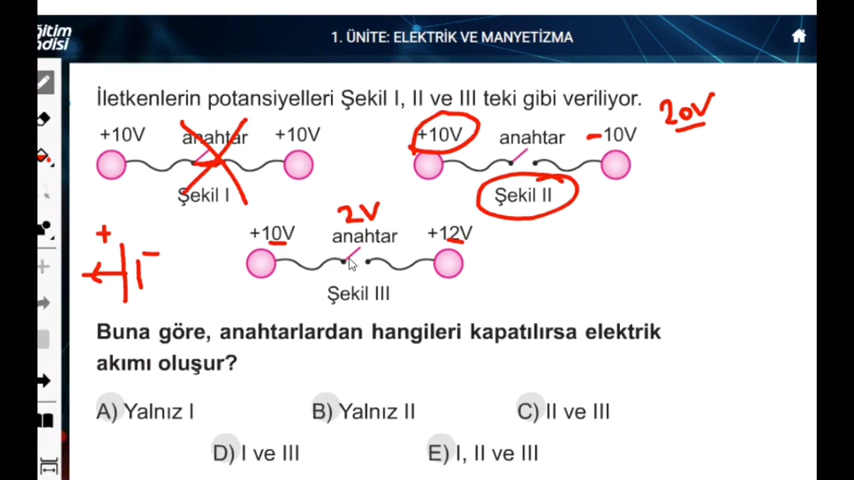 1. ÜNİTE: ELEKTRİK VE MANYETİZMA
İletkenlerin potansiyelleri Şekil I, II ve III teki gibi veriliyor.
20V
+10V anahtar +10V
+10V anahtar -10V
Şekil I
Şekil II
2V
+10V anahtar +12V
+ -
Şekil III
Buna göre, anahtarlardan hangileri kapatılırsa elektrik
akımı oluşur?
A) Yalnız I B) Yalnız II C) II ve III
D) I ve III E) I, II ve III